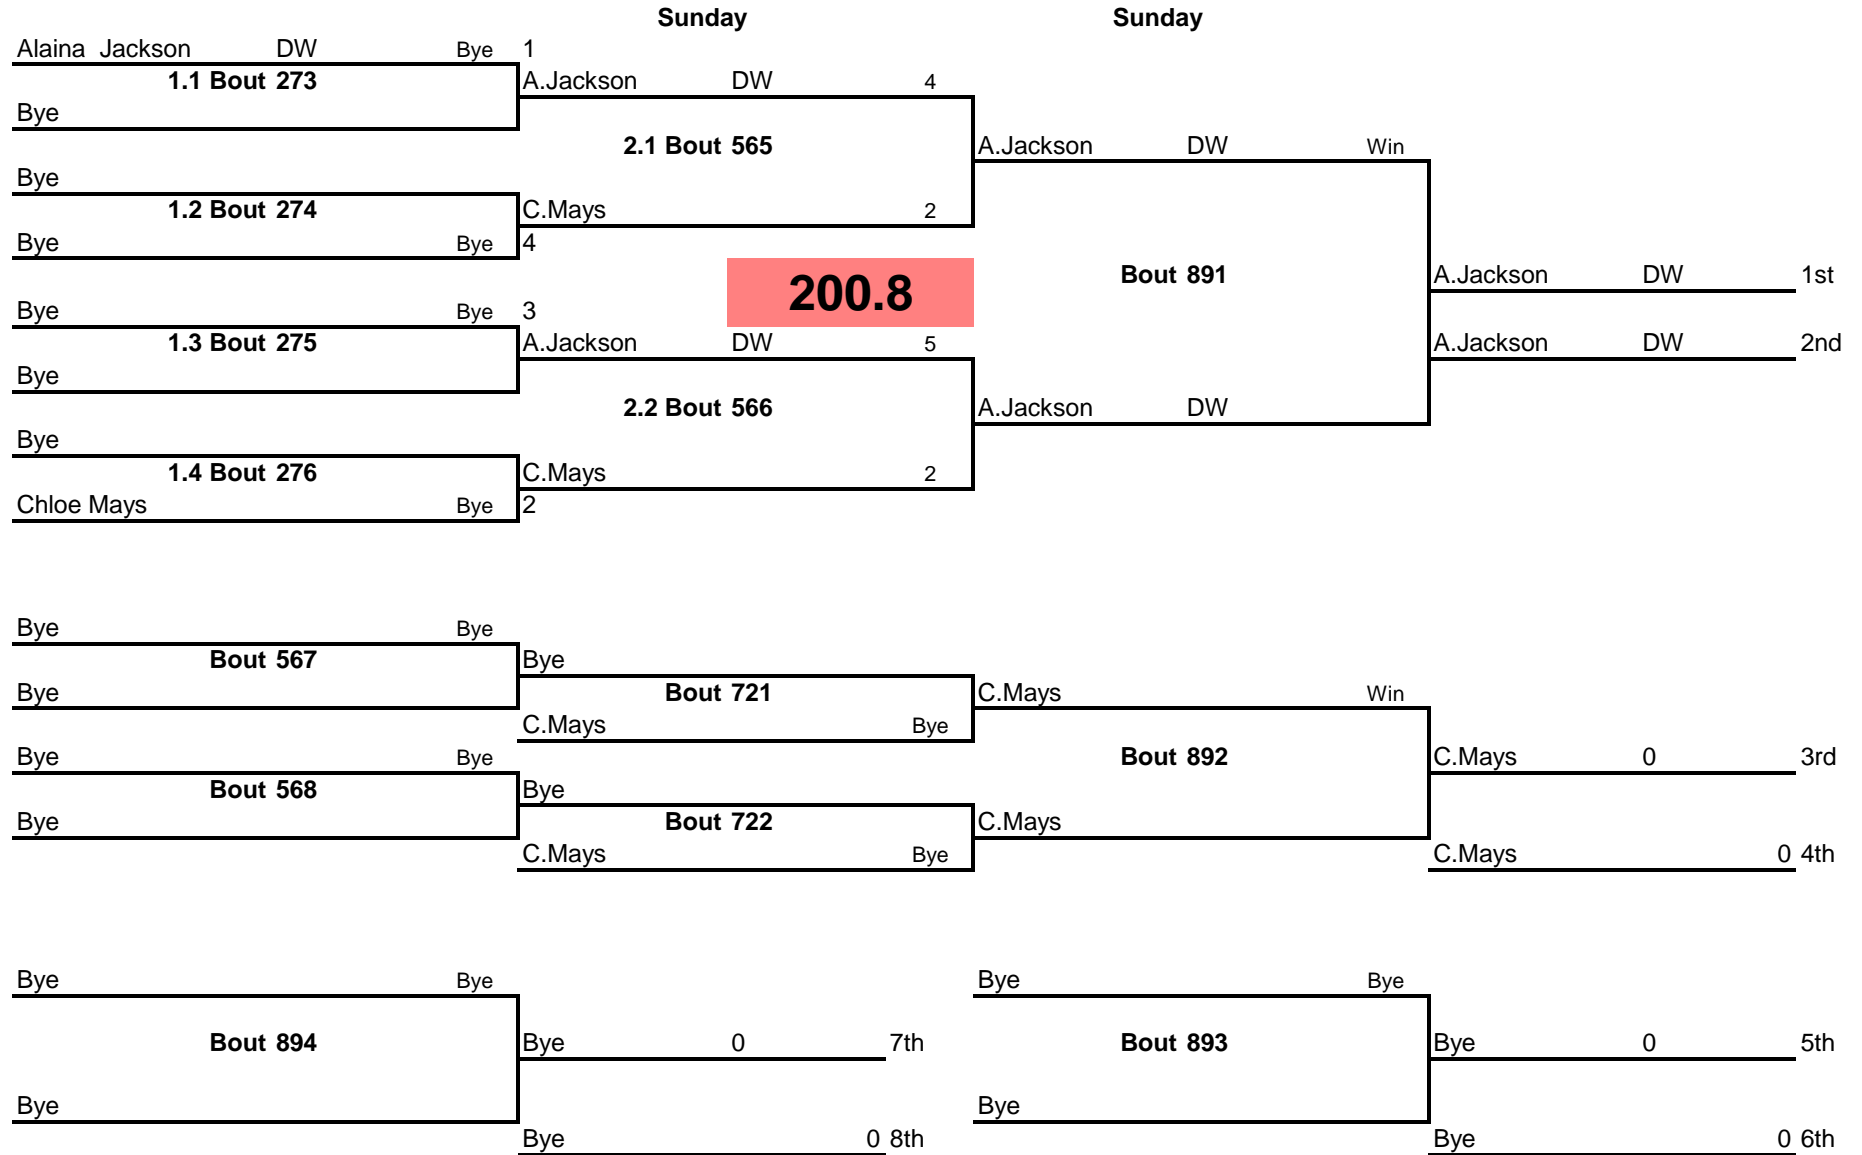 Sunday Sunday
Alaina Jackson DW Bye 1
1.1 Bout 273 A.Jackson DW 4
Bye
2.1 Bout 565 A.Jackson DW Win
Bye
1.2 Bout 274 C.Mays 2
Bye Bye 4
200.8 Bout 891 A.Jackson DW 1st
Bye Bye 3
1.3 Bout 275 A.Jackson DW 5 A.Jackson DW 2nd
Bye
2.2 Bout 566 A.Jackson DW
Bye
1.4 Bout 276 C.Mays 2
Chloe Mays Bye 2
Bye Bye
Bout 567 Bye
Bye Bout 721 C.Mays Win
C.Mays Bye
Bye Bye Bout 892 C.Mays 0 3rd
Bout 568 Bye
Bye Bout 722 C.Mays
C.Mays Bye C.Mays 0 4th
Bye Bye Bye Bye
Bout 894 Bye 0 7th Bout 893 Bye 0 5th
Bye Bye
Bye 0 8th Bye 0 6th